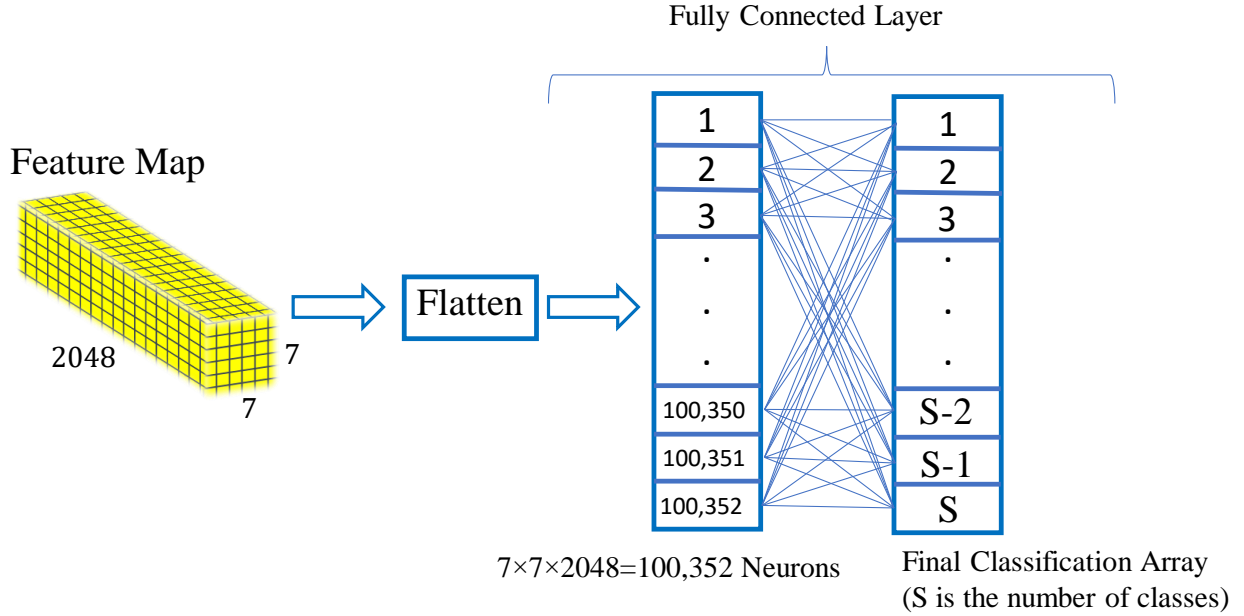 Fully Connected Layer
Feature Map
2048
7
7
Flatten
1
2
3
.
.
.
100,350
100,351
100,352
1
2
3
.
.
.
S-2
S-1
S
7×7×2048=100,352 Neurons
Final Classification Array
(S is the number of classes)